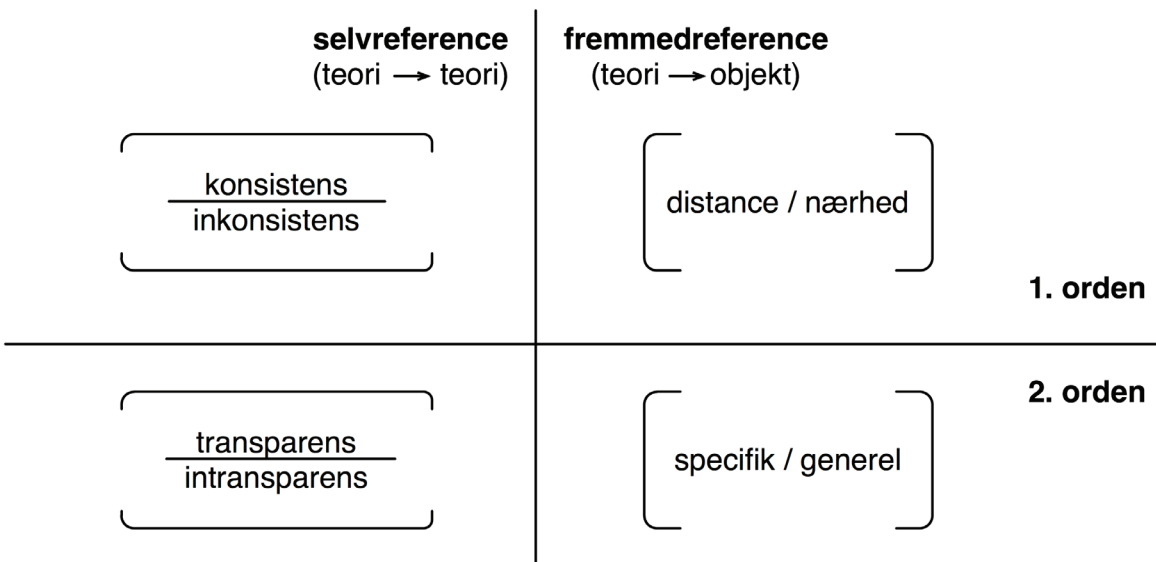 selvreference
(teori → teori)
fremmedreference
(teori → objekt)
konsistens
inkonsistens
distance / nærhed
1. orden
2. orden
transparens
intransparens
specifik / generel